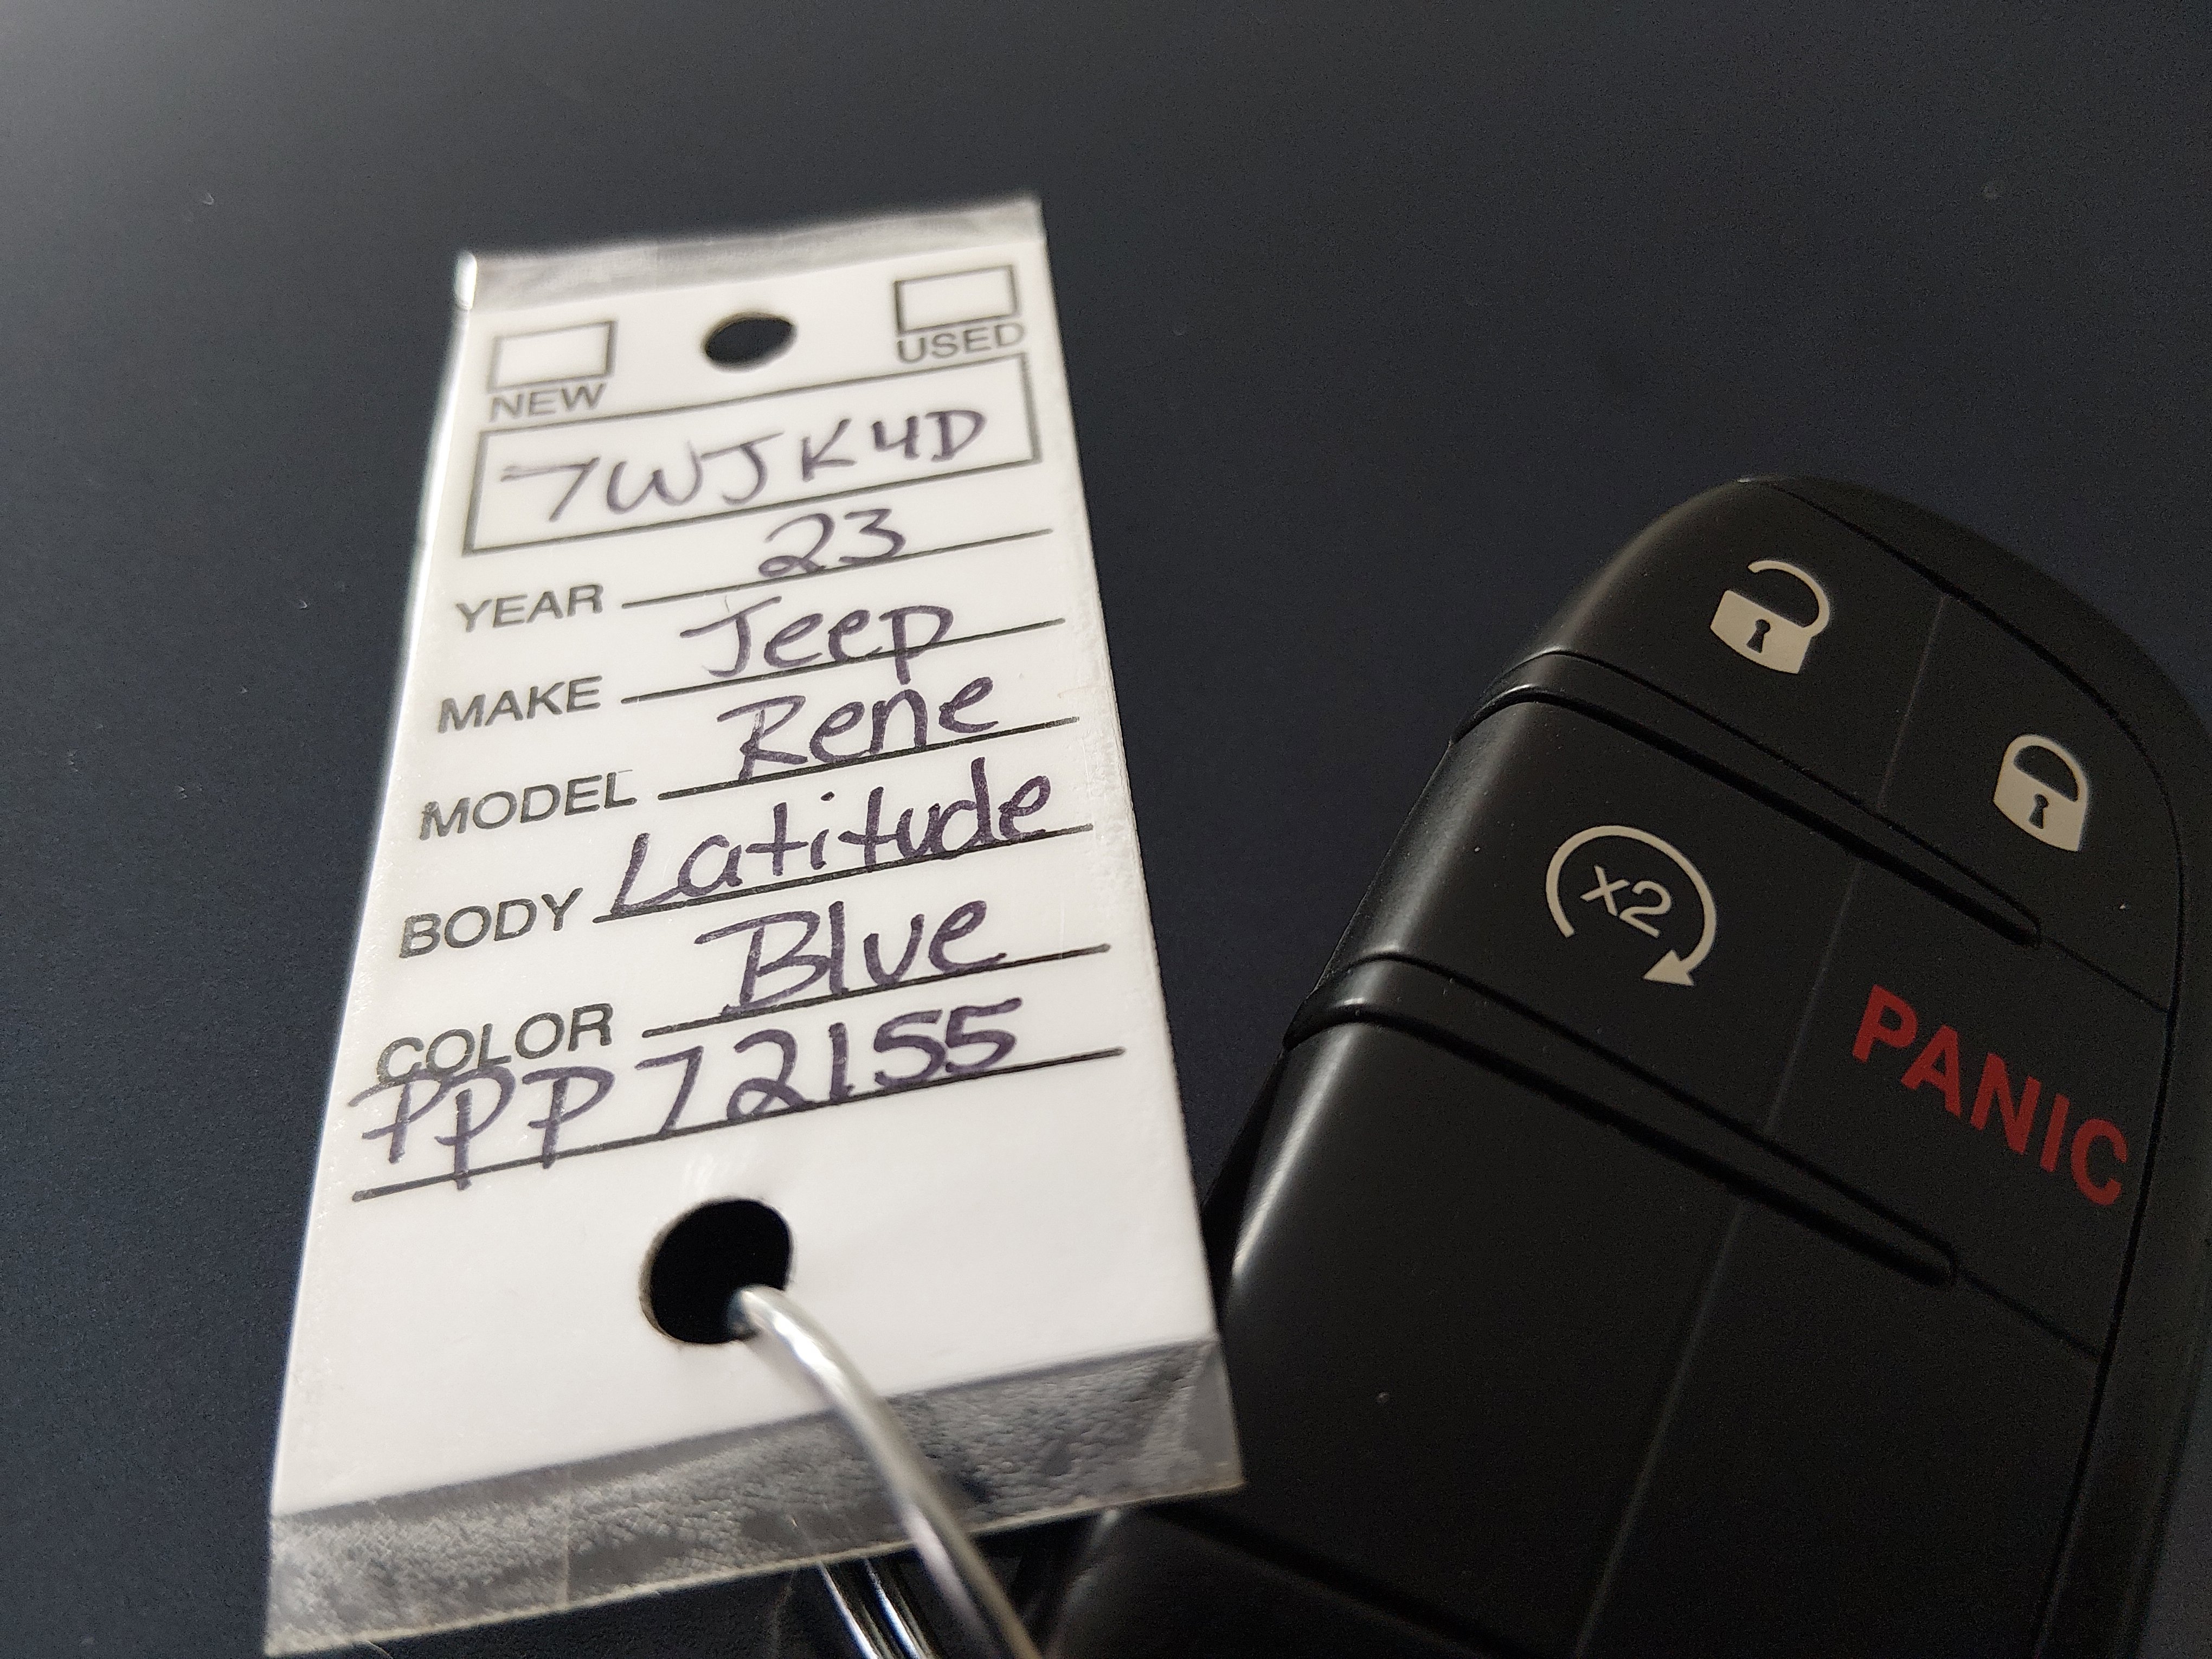 NEW USED
7WJK4D
YEAR 23
MAKE Jeep
MODEL Rene
BODY Latitude
COLOR Blue
PPP72155
x2
PANIC